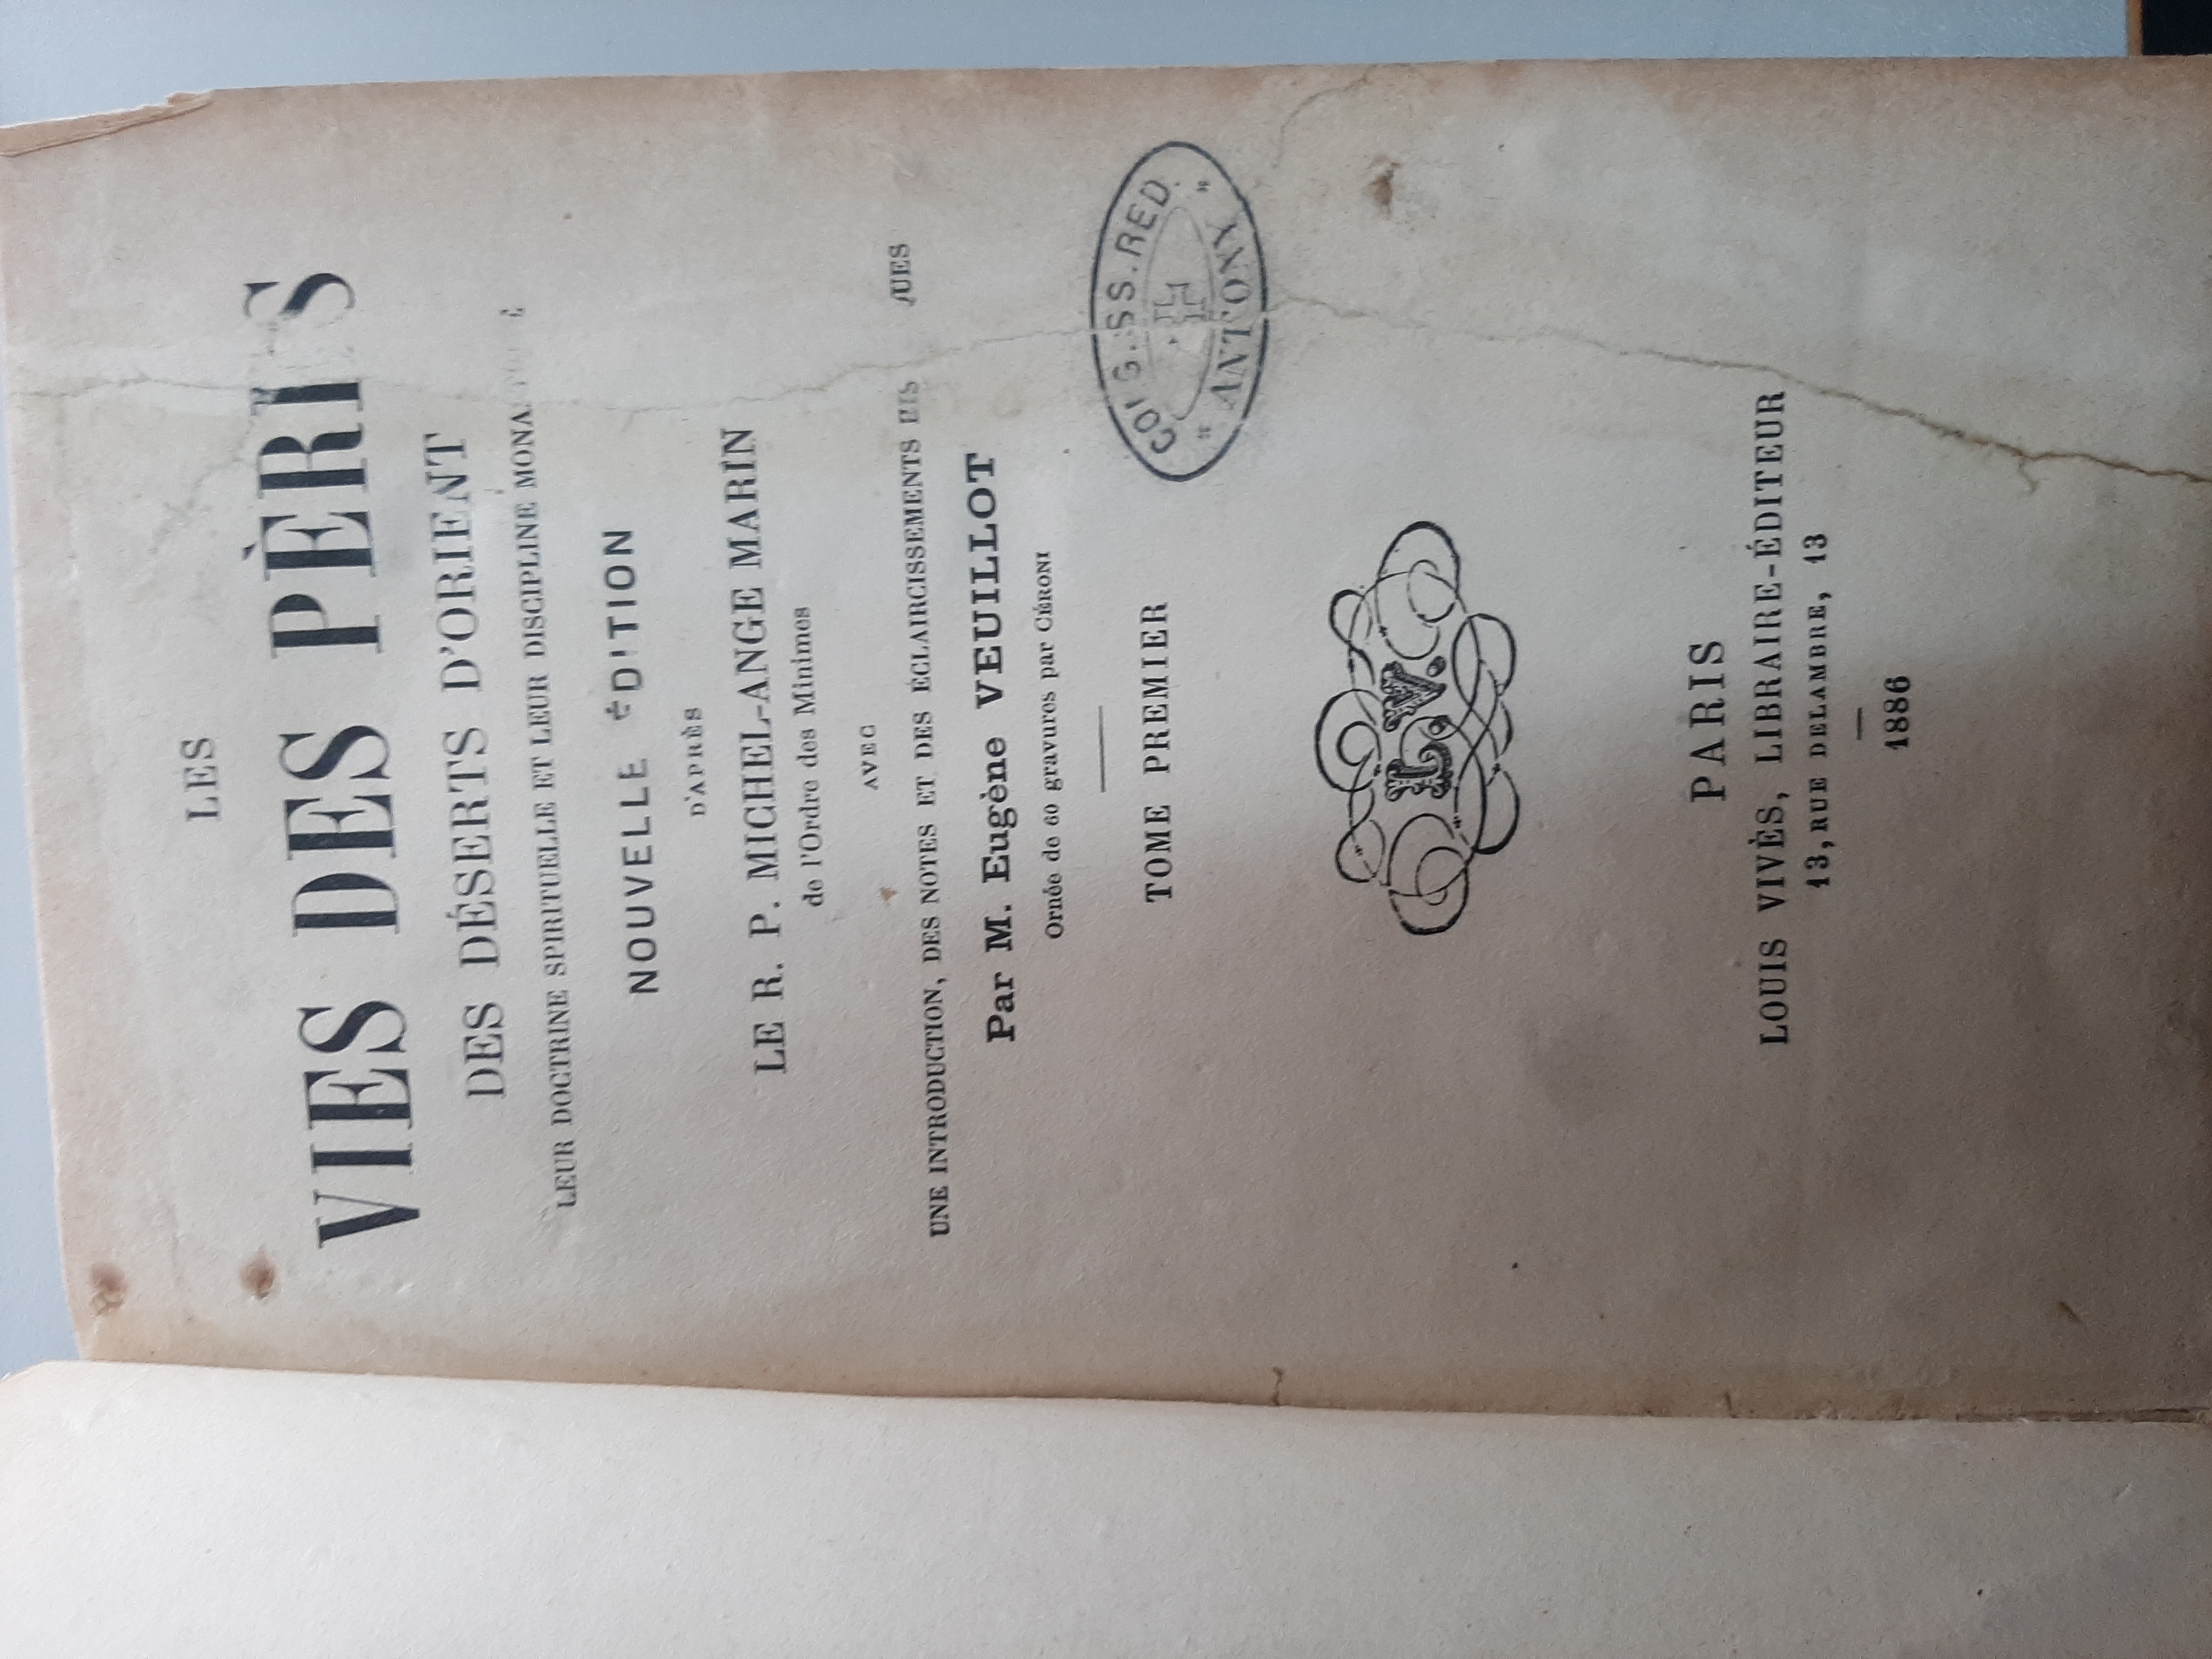 LES
VIES DES PÈRES
DES DÉSERTS D'ORIENT
LEUR DOCTRINE SPIRITUELLE ET LEUR DISCIPLINE
NOUVELLE ÉDITION
D'APRÈS
LE R. P. MICHEL-ANGE MARIN
de l'Ordre des Minimes
AVEC
UNE INTRODUCTION, DES NOTES ET DES ÉCLAIRCISSEMENTS
Par M. Eugène VEUILLOT
Ornée de 60 gravures par CÉRONI
TOME PREMIER
SS. RED.
* ANTONY *
L. V.
PARIS
LOUIS VIVÈS, LIBRAIRE-ÉDITEUR
13, RUE DELAMBRE, 13
1886